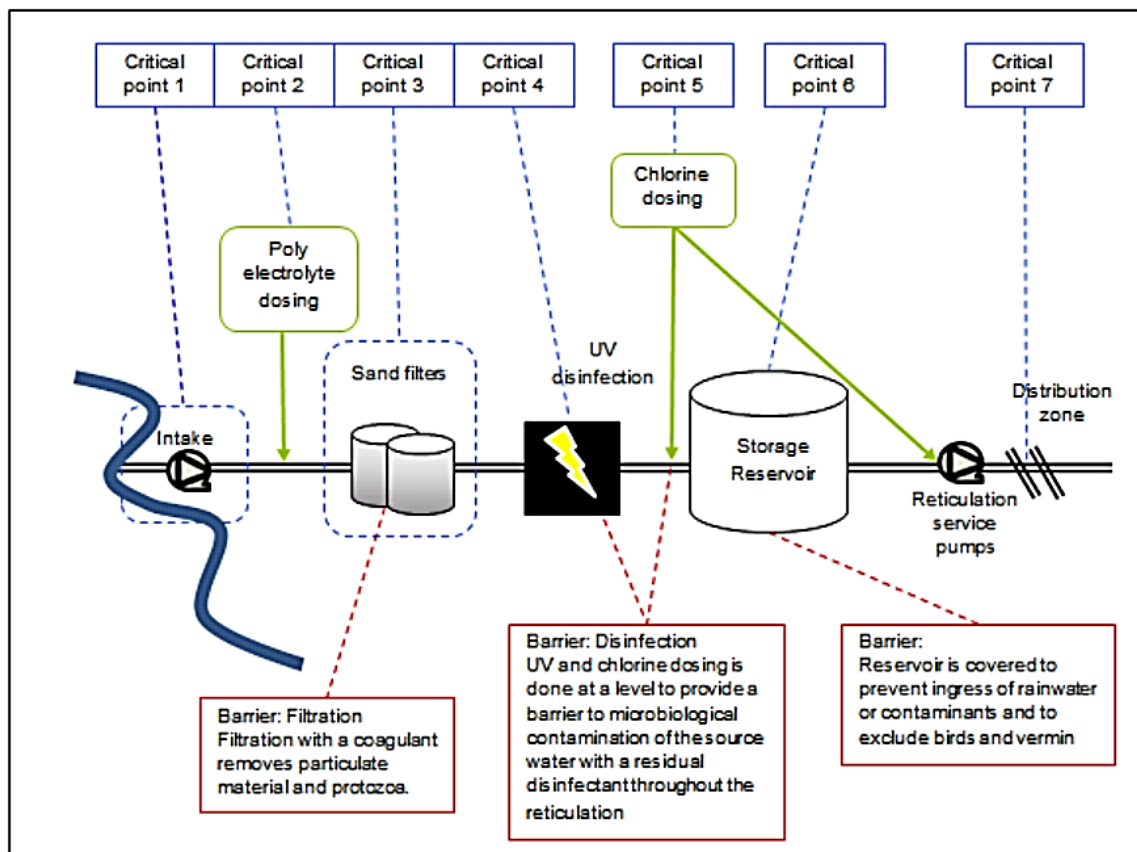 Critical
point 1
Critical
point 2
Critical
point 3
Critical
point 4
Critical
point 5
Critical
point 6
Critical
point 7
Chlorine
dosing
Poly
electrolyte
dosing
Sand filters
UV
disinfection
Distribution
zone
Intake
Storage
Reservoir
Reticulation
service
pumps
Barrier: Filtration
Filtration with a coagulant
removes particulate
material and protozoa.
Barrier: Disinfection
UV and chlorine dosing is
done at a level to provide a
barrier to microbiological
contamination of the source
water with a residual
disinfectant throughout the
reticulation
Barrier:
Reservoir is covered to
prevent ingress of rainwater
or contaminants and to
exclude birds and vermin